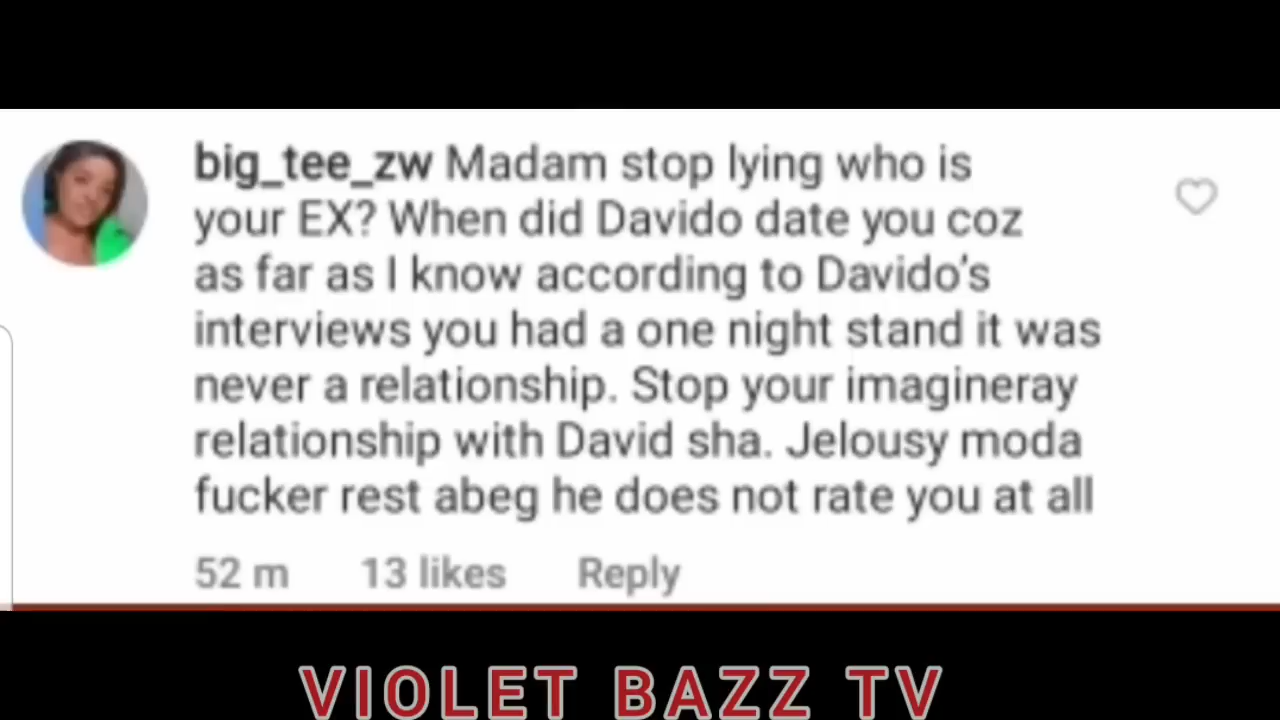 big_tee_zw Madam stop lying who is
your EX? When did Davido date you coz
as far as I know according to Davido's
interviews you had a one night stand it was
never a relationship. Stop your imagineray
relationship with David sha. Jelousy moda
fucker rest abeg he does not rate you at all
52 m 13 likes Reply
VIOLET BAZZ TV